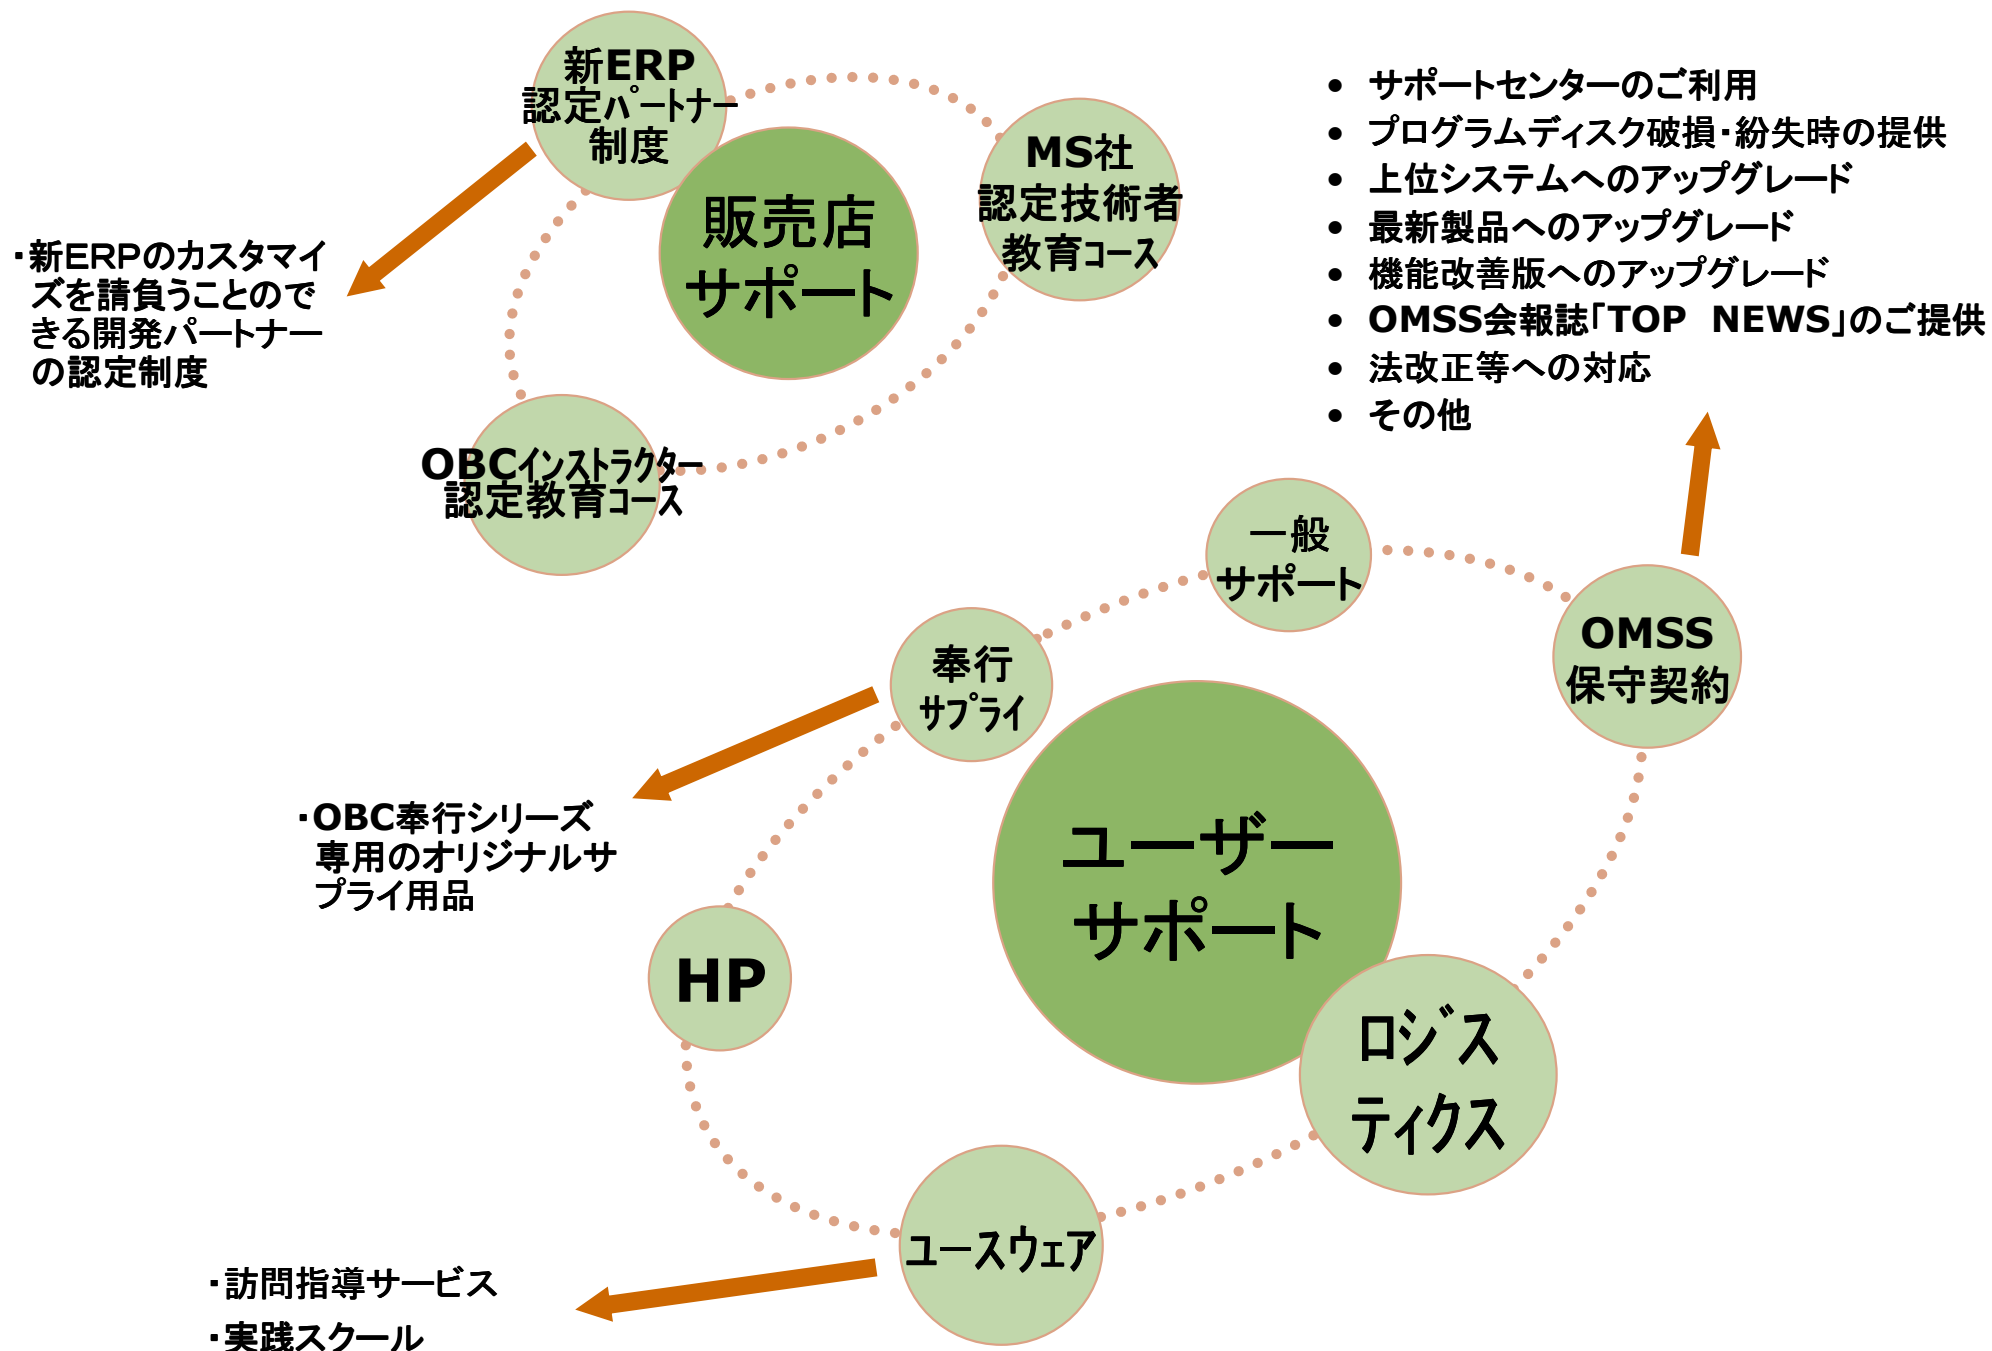 新ERP
認定ﾊﾟｰﾄﾅｰ
制度
販売店
サポート
MS社
認定技術者
教育ｺｰｽ
OBCｲﾝｽﾄﾗｸﾀｰ
認定教育ｺｰｽ
・新ＥＲＰのカスタマイ
ズを請負うことので
きる開発パートナー
の認定制度
• サポートセンターのご利用
• プログラムディスク破損・紛失時の提供
• 上位システムへのアップグレード
• 最新製品へのアップグレード
• 機能改善版へのアップグレード
• OMSS会報誌「TOP　NEWS」のご提供
• 法改正等への対応
• その他
一般
サポート
OMSS
保守契約
奉行
ｻﾌﾟﾗｲ
・OBC奉行シリーズ
専用のオリジナルサ
プライ用品
ユーザー
サポート
HP
ﾛｼﾞｽ
ﾃｨｸｽ
ﾕｰｽｳｪｱ
・訪問指導サービス
・実践スクール